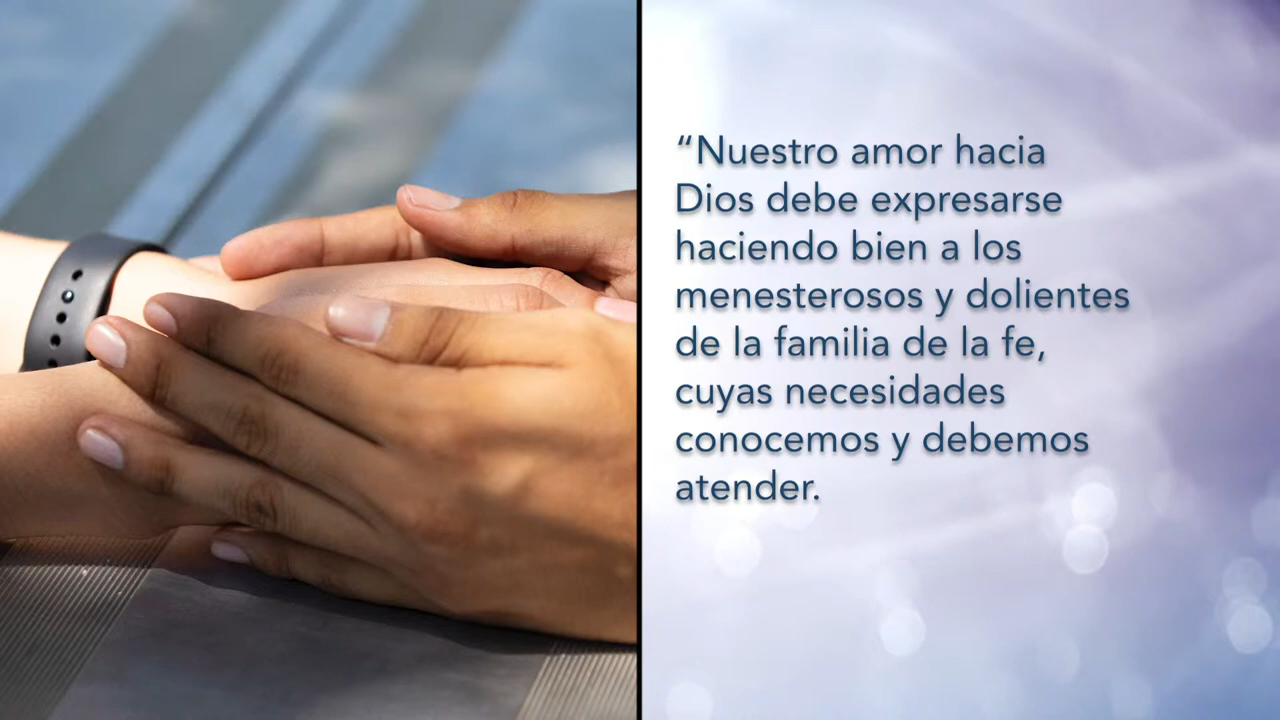 “Nuestro amor hacia
Dios debe expresarse
haciendo bien a los
menesterosos y dolientes
de la familia de la fe,
cuyas necesidades
conocemos y debemos
atender.